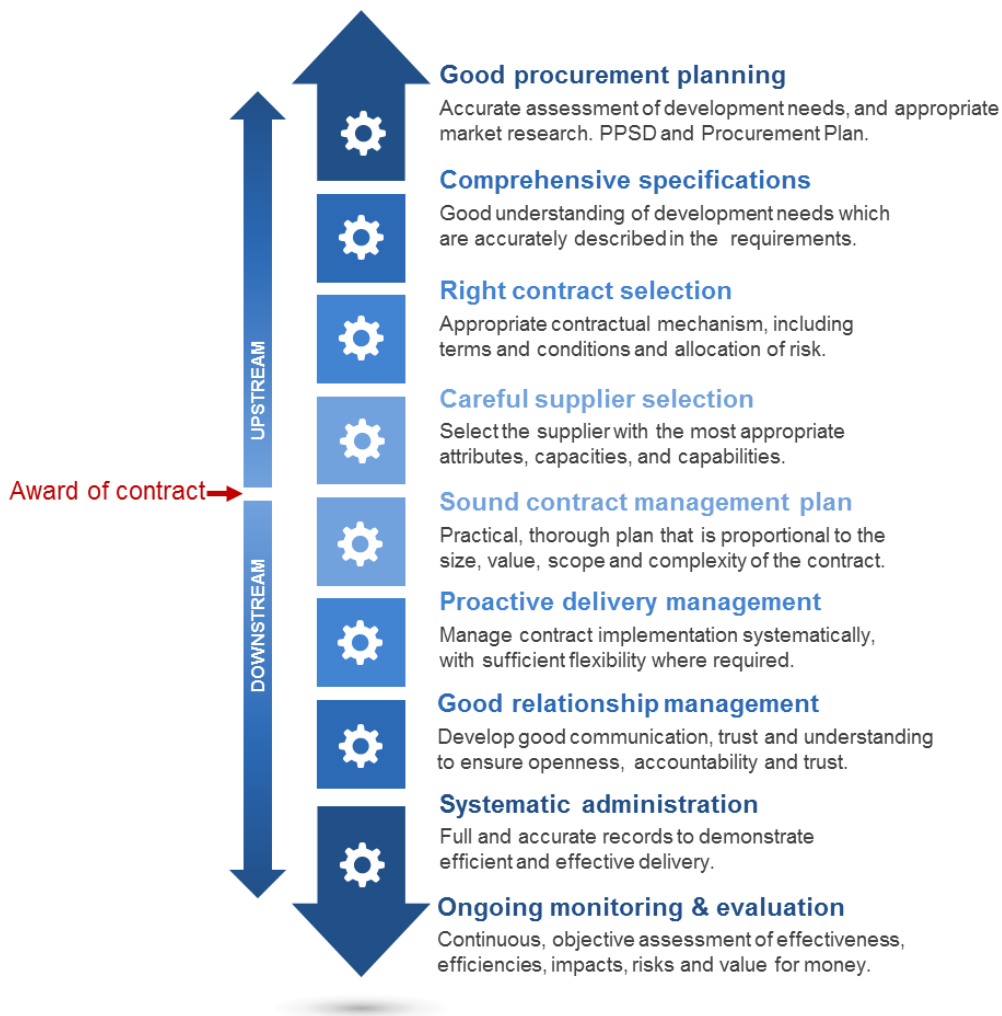 Good procurement planning
Accurate assessment of development needs, and appropriate
market research. PPSD and Procurement Plan.
Comprehensive specifications
Good understanding of development needs which
are accurately described in the requirements.
Right contract selection
Appropriate contractual mechanism, including
terms and conditions and allocation of risk.
UPSTREAM
Careful supplier selection
Select the supplier with the most appropriate
attributes, capacities, and capabilities.
Award of contract
Sound contract management plan
Practical, thorough plan that is proportional to the
size, value, scope and complexity of the contract.
DOWNSTREAM
Proactive delivery management
Manage contract implementation systematically,
with sufficient flexibility where required.
Good relationship management
Develop good communication, trust and understanding
to ensure openness, accountability and trust.
Systematic administration
Full and accurate records to demonstrate
efficient and effective delivery.
Ongoing monitoring & evaluation
Continuous, objective assessment of effectiveness,
efficiencies, impacts, risks and value for money.